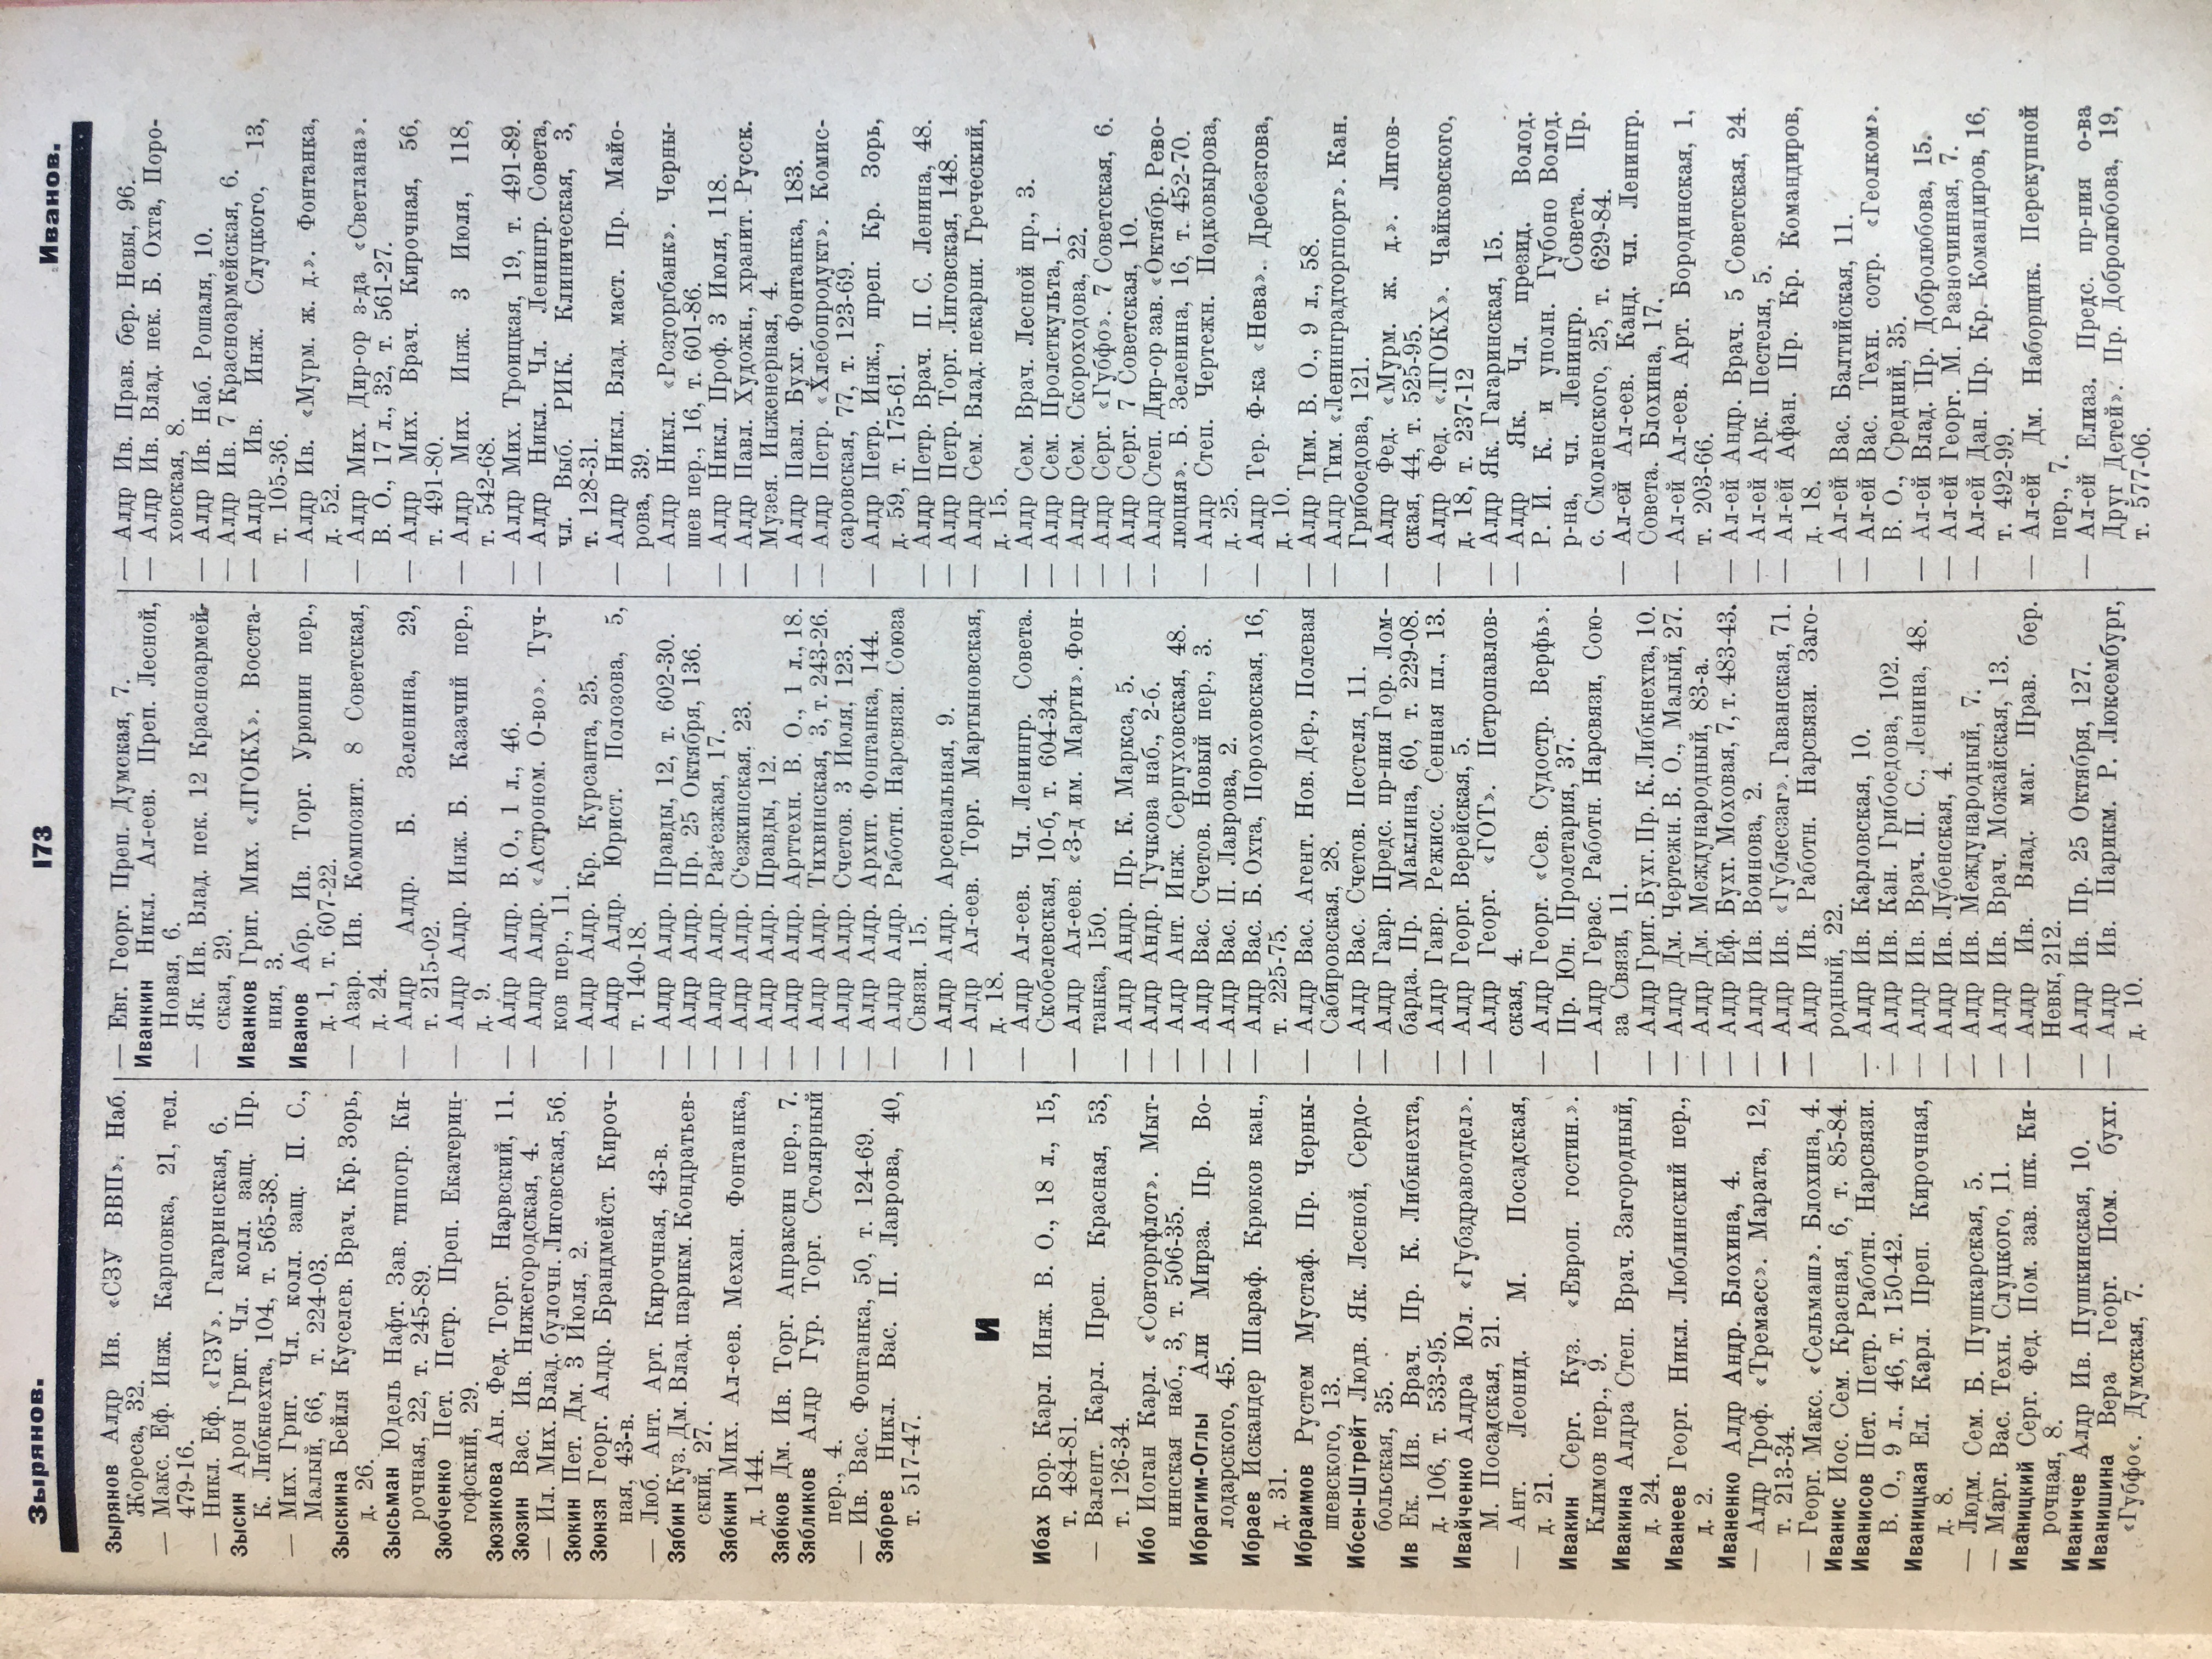 Зырянов.
173
Иванов.
Зырянов Алдр Ив. «СЗУ ВВП». Наб.
Жореса, 32.
— Макс. Еф. Инж. Карповка, 21, тел.
479-16.
— Никл. Еф. «ГЗУ». Гагаринская, 6.
Зысин Арон Григ. Чл. колл. защ. Пр.
К. Либкнехта, 104, т. 565-38.
— Мих. Григ. Чл. колл. защ. П. С.,
Малый, 66, т. 224-03.
Зыскина Бейля Куселев. Врач. Кр. Зорь,
д. 26.
Зысьман Юдель Нафт. Зав. типогр. Ки-
рочная, 22, т. 245-89.
Зюбченко Пет. Петр. Преп. Екатерин-
гофский, 29.
Зюзикова Ан. Фед. Торг. Нарвский, 11.
Зюзин Вас. Ив. Нижегородская, 4.
— Ил. Мих. Влад. булочн. Лиговская, 56.
Зюкин Пет. Дм. 3 Июля, 2.
Зюнзя Георг. Алдр. Брандмейст. Кироч-
ная, 43-в.
— Люб. Ант. Арт. Кирочная, 43-в.
Зябин Куз. Дм. Влад. парикм. Кондратьев-
ский, 27.
Зябкин Мих. Ал-еев. Механ. Фонтанка,
д. 144.
Зябков Дм. Ив. Торг. Апраксин пер., 7.
Зябликов Алдр Гур. Торг. Столярный
пер., 4.
— Ив. Вас. Фонтанка, 50, т. 124-69.
Зябрев Никл. Вас. П. Лаврова, 40,
т. 517-47.
И
Ибах Бор. Карл. Инж. В. О., 18 л., 15,
т. 484-81.
— Валент. Карл. Преп. Красная, 53,
т. 126-34.
Ибо Иоган Карл. «Совторгфлот». Мыт-
нинская наб., 3, т. 506-35.
Ибрагим-Оглы Али Мирза. Пр. Во-
лодарского, 45.
Ибраев Искандер Шараф. Крюков кан.,
д. 31.
Ибраимов Рустем Мустаф. Пр. Черны-
шевского, 13.
Ибсен-Штрейт Людв. Як. Лесной, Сердо-
больская, 35.
Ив Ек. Ив. Врач. Пр. К. Либкнехта,
д. 106, т. 533-95.
Ивайченко Алдра Юл. «Губздравотдел».
М. Посадская, 21.
— Ант. Леонид. М. Посадская,
д. 21.
Ивакин Серг. Куз. «Европ. гостин.».
Климов пер., 9.
Ивакина Алдра Степ. Врач. Загородный,
д. 24.
Иванеев Георг. Никл. Люблинский пер.,
д. 2.
Иваненко Алдр Андр. Блохина, 4.
— Алдр Троф. «Тремасс». Марата, 12,
т. 213-34.
— Георг. Макс. «Сельмаш». Блохина, 4.
Иванис Иос. Сем. Красная, 6, т. 85-84.
Иванисов Пет. Петр. Работн. Нарсвязи.
В. О., 9 л., 46, т. 150-42.
Иваницкая Ел. Карл. Преп. Кирочная,
д. 8.
— Людм. Сем. Б. Пушкарская, 5.
— Марг. Вас. Техн. Слуцкого, 11.
Иваницкий Серг. Фед. Пом. зав. шк. Ки-
рочная, 8.
Иваничев Алдр Ив. Пушкинская, 10.
Иванишина Вера Георг. Пом. бухг.
«Губфо«. Думская, 7.
— Евг. Георг. Преп. Думская, 7.
Иванкин Никл. Ал-еев. Преп. Лесной,
Новая, 6.
— Як. Ив. Влад. пек. 12 Красноармей-
ская, 29.
Иванков Григ. Мих. «ЛГОКХ». Восста-
ния, 3.
Иванов Абр. Ив. Торг. Урюпин пер.,
д. 1, т. 607-22.
— Азар. Ив. Композит. 8 Советская,
д. 24.
— Алдр Алдр. Б. Зеленина, 29,
т. 215-02.
— Алдр Алдр. Инж. Б. Казачий пер.,
д. 9.
— Алдр Алдр. В. О., 1 л., 46.
— Алдр Алдр. «Астроном. О-во». Туч-
ков пер., 11.
— Алдр Алдр. Кр. Курсанта, 25.
— Алдр Алдр. Юрист. Полозова, 5,
т. 140-18.
— Алдр Алдр. Правды, 12, т. 602-30.
— Алдр Алдр. Пр. 25 Октября, 136.
— Алдр Алдр. Раз‘езжая, 17.
— Алдр Алдр. С‘езжинская, 23.
— Алдр Алдр. Правды, 12.
— Алдр Алдр. Арттехн. В. О., 1 л., 18.
— Алдр Алдр. Тихвинская, 3, т. 243-26.
— Алдр Алдр. Счетов. 3 Июля, 123.
— Алдр Алдр. Архит. Фонтанка, 144.
— Алдр Алдр. Работн. Нарсвязи. Союза
Связи. 15.
— Алдр Алдр. Арсенальная, 9.
— Алдр Ал-еев. Торг. Мартыновская,
д. 18.
— Алдр Ал-еев. Чл. Ленингр. Совета.
Скобелевская, 10-б, т. 604-34.
— Алдр Ал-еев. «З-д им. Марти». Фон-
танка, 150.
— Алдр Андр. Пр. К. Маркса, 5.
— Алдр Андр. Тучкова наб., 2-б.
— Алдр Ант. Инж. Серпуховская, 48.
— Алдр Вас. Счетов. Новый пер., 3.
— Алдр Вас. П. Лаврова, 2.
— Алдр Вас. Б. Охта, Пороховская, 16,
т. 225-75.
— Алдр Вас. Агент. Нов. Дер., Полевая
Сабировская, 28.
— Алдр Вас. Счетов. Пестеля, 11.
— Алдр Гавр. Предс. пр-ния Гор. Лом-
барда. Пр. Маклина, 60, т. 229-08.
— Алдр Гавр. Режисс. Сенная пл., 13.
— Алдр Георг. Верейская, 5.
— Алдр Георг. «ГОТ». Петропавлов-
ская, 4.
— Алдр Георг. «Сев. Судостр. Верфь».
Пр. Юн. Пролетария, 37.
— Алдр Герас. Работн. Нарсвязи, Сою-
за Связи, 11.
— Алдр Григ. Бухг. Пр. К. Либкнехта, 10.
— Алдр Дм. Чертежн. В. О., Малый, 27.
— Алдр Дм. Международный, 83-а.
— Алдр Еф. Бухг. Моховая, 7, т. 483-43.
— Алдр Ив. Воинова, 2.
— Алдр Ив. «Гублесзаг». Гаванская, 71.
— Алдр Ив. Работн. Нарсвязи. Заго-
родный, 22.
— Алдр Ив. Карловская, 10.
— Алдр Ив. Кан. Грибоедова, 102.
— Алдр Ив. Врач. П. С., Ленина, 48.
— Алдр Ив. Лубенская, 4.
— Алдр Ив. Международный, 7.
— Алдр Ив. Врач. Можайская, 13.
— Алдр Ив. Влад. маг. Прав. бер.
Невы, 212.
— Алдр Ив. Пр. 25 Октября, 127.
— Алдр Ив. Парикм. Р. Люксембург,
д. 10.
— Алдр Ив. Прав. бер. Невы, 96.
— Алдр Ив. Влад. пек. Б. Охта, Поро-
ховская, 8.
— Алдр Ив. Наб. Рошаля, 10.
— Алдр Ив. 7 Красноармейская, 6.
— Алдр Ив. Инж. Слуцкого, 13,
т. 105-36.
— Алдр Ив. «Мурм. ж. д.». Фонтанка,
д. 52.
— Алдр Мих. Дир-ор з-да «Светлана».
В. О., 17 л., 32, т. 561-27.
— Алдр Мих. Врач. Кирочная, 56,
т. 491-80.
— Алдр Мих. Инж. 3 Июля, 118,
т. 542-68.
— Алдр Мих. Троицкая, 19, т. 491-89.
— Алдр Никл. Чл. Ленингр. Совета,
чл. Выб. РИК. Клиническая, 3,
т. 128-31.
— Алдр Никл. Влад. маст. Пр. Майо-
рова, 39.
— Алдр Никл. «Розторгбанк». Черны-
шев пер., 16, т. 601-86.
— Алдр Никл. Проф. 3 Июля, 118.
— Алдр Павл. Художн., хранит. Русск.
Музея. Инженерная, 4.
— Алдр Павл. Бухг. Фонтанка, 183.
— Алдр Петр. «Хлебопродукт». Комис-
саровская, 77, т. 123-69.
— Алдр Петр. Инж., преп. Кр. Зорь,
д. 59, т. 175-61.
— Алдр Петр. Врач. П. С. Ленина, 48.
— Алдр Петр. Торг. Лиговская, 148.
— Алдр Сем. Влад. пекарни. Греческий,
д. 15.
— Алдр Сем. Врач. Лесной пр., 3.
— Алдр Сем. Пролеткульта, 1.
— Алдр Сем. Скороходова, 22.
— Алдр Серг. «Губфо». 7 Советская, 6.
— Алдр Серг. 7 Советская, 10.
— Алдр Степ. Дир-ор зав. «Октябр. Рево-
люция». Б. Зеленина, 16, т. 452-70.
— Алдр Степ. Чертежн. Подковырова,
д. 25.
— Алдр Тер. Ф-ка «Нева». Дребезгова,
д. 10.
— Алдр Тим. В. О., 9 л., 58.
— Алдр Тим. «Ленинградторгпорт». Кан.
Грибоедова, 121.
— Алдр Фед. «Мурм. ж. д.». Лигов-
ская, 44, т. 525-95.
— Алдр Фед. «ЛГОКХ». Чайковского,
д. 18, т. 237-12
— Алдр Як. Гагаринская, 15.
— Алдр Як. Чл. презид. Волод.
Р. И. К. и уполн. Губоно Волод.
р-на, чл. Ленингр. Совета. Пр.
с. Смоленского, 25, т. 629-84.
— Ал-ей Ал-еев. Канд. чл. Ленингр.
Совета. Блохина, 17.
— Ал-ей Ал-еев. Арт. Бородинская, 1,
т. 203-66.
— Ал-ей Андр. Врач. 5 Советская, 24.
— Ал-ей Арк. Пестеля, 5.
— Ал-ей Афан. Пр. Кр. Командиров,
д. 18.
— Ал-ей Вас. Балтийская, 11.
— Ал-ей Вас. Техн. сотр. «Геолком».
В. О., Средний, 35.
— Ал-ей Влад. Пр. Добролюбова, 15.
— Ал-ей Георг. М. Разночинная, 7.
— Ал-ей Дан. Пр. Кр. Командиров, 16,
т. 492-99.
— Ал-ей Дм. Наборщик. Перекупной
пер., 7.
— Ал-ей Елиаз. Предс. пр-ния о-ва
Друг Детей». Пр. Добролюбова, 19,
т. 577-06.